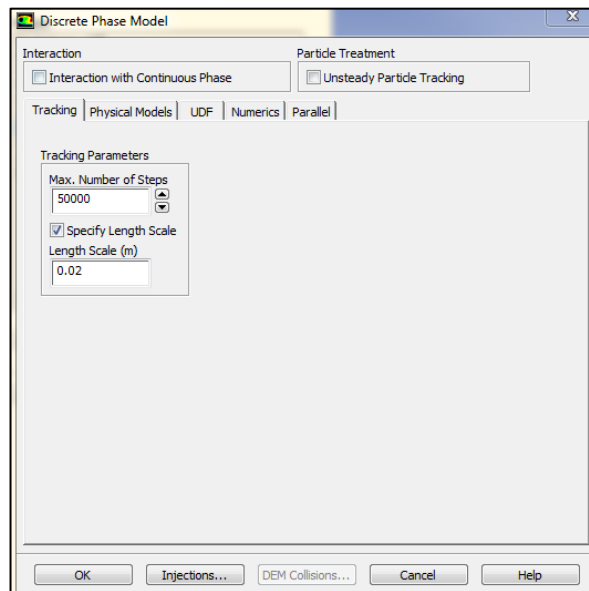 Discrete Phase Model
X
Interaction
Particle Treatment
Interaction with Continuous Phase
Unsteady Particle Tracking
Tracking Physical Models UDF Numerics Parallel
Tracking Parameters
Max. Number of Steps
50000
Specify Length Scale
Length Scale (m)
0.02
OK Injections... DEM Collisions... Cancel Help